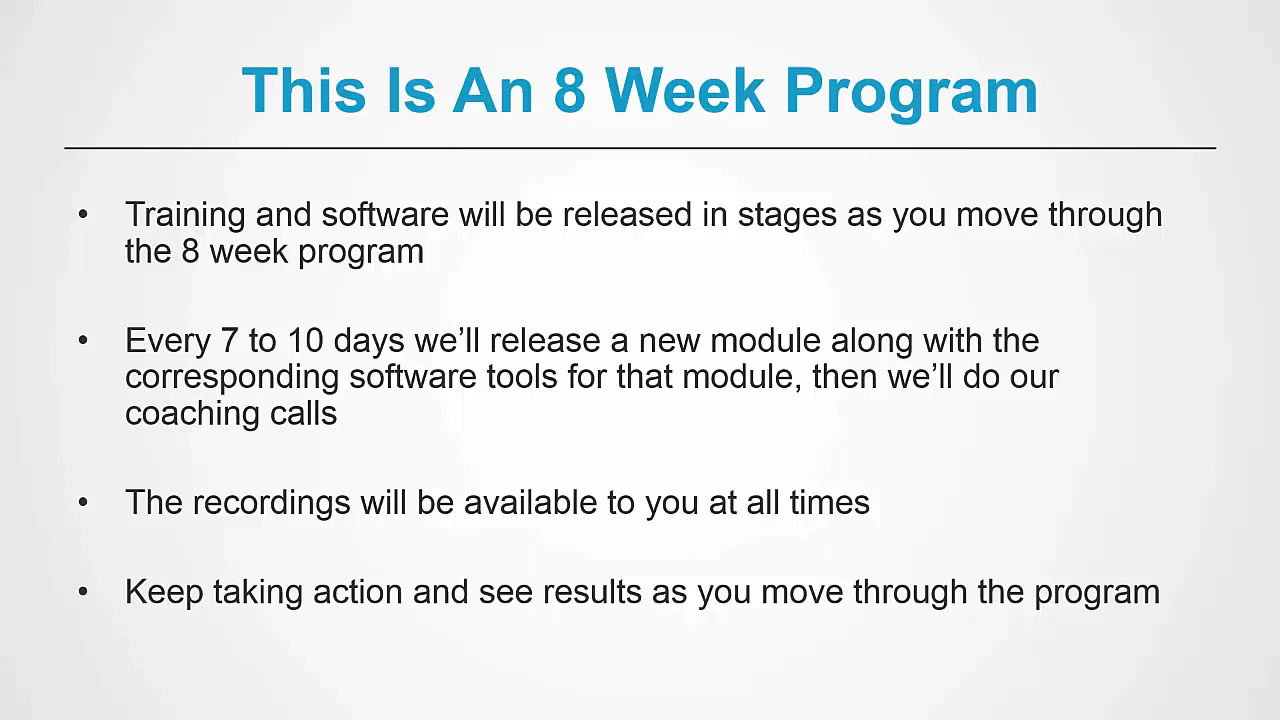 This Is An 8 Week Program
• Training and software will be released in stages as you move through
the 8 week program
• Every 7 to 10 days we’ll release a new module along with the
corresponding software tools for that module, then we’ll do our
coaching calls
• The recordings will be available to you at all times
• Keep taking action and see results as you move through the program